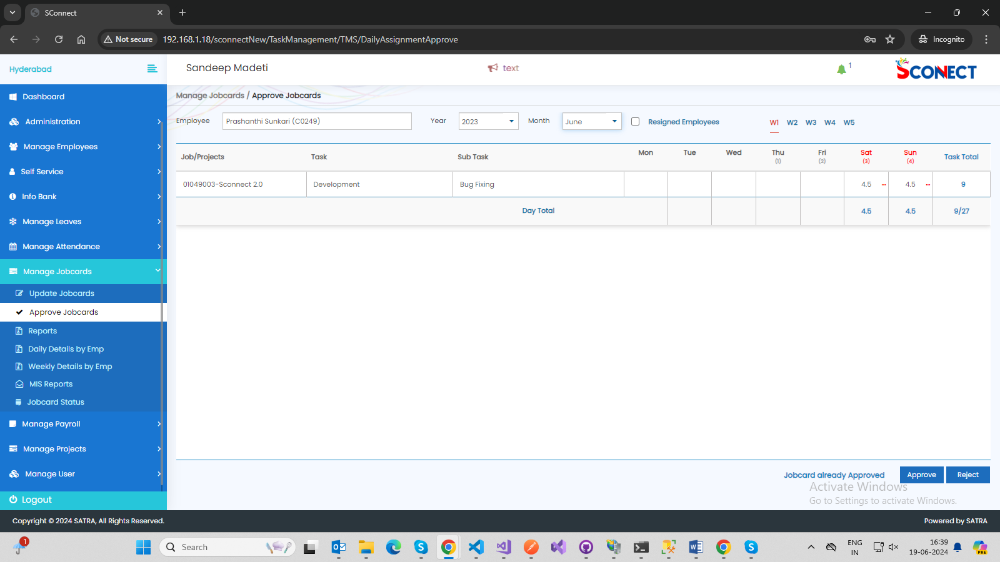 SConnect
Not secure
192.168.1.18/sconnectNew/TaskManagement/TMS/DailyAssignmentApprove
Incognito
Hyderabad
Sandeep Madeti
text
1
SCONNECT
Manage Jobcards / Approve Jobcards
Employee
Prashanthi Sunkari (C0249)
Year
2023
Month
June
Resigned Employees
W1 W2 W3 W4 W5
Job/Projects Task Sub Task Mon Tue Wed Thu Fri Sat Sun Task Total
(1) (2) (3) (4)
01049003-Sconnect 2.0 Development Bug Fixing 4.5 ... 4.5 ... 9
Day Total 4.5 4.5 9/27
Dashboard
Administration
Manage Employees
Self Service
Info Bank
Manage Leaves
Manage Attendance
Manage Jobcards
Update Jobcards
Approve Jobcards
Reports
Daily Details by Emp
Weekly Details by Emp
MIS Reports
Jobcard Status
Manage Payroll
Manage Projects
Manage User
Logout
Jobcard already Approved
Approve
Reject
Activate Windows
Go to Settings to activate Windows.
Copyright © 2024 SATRA, All Rights Reserved.
Powered by SATRA
1
Search
ENG
IN
16:39
19-06-2024
PRE